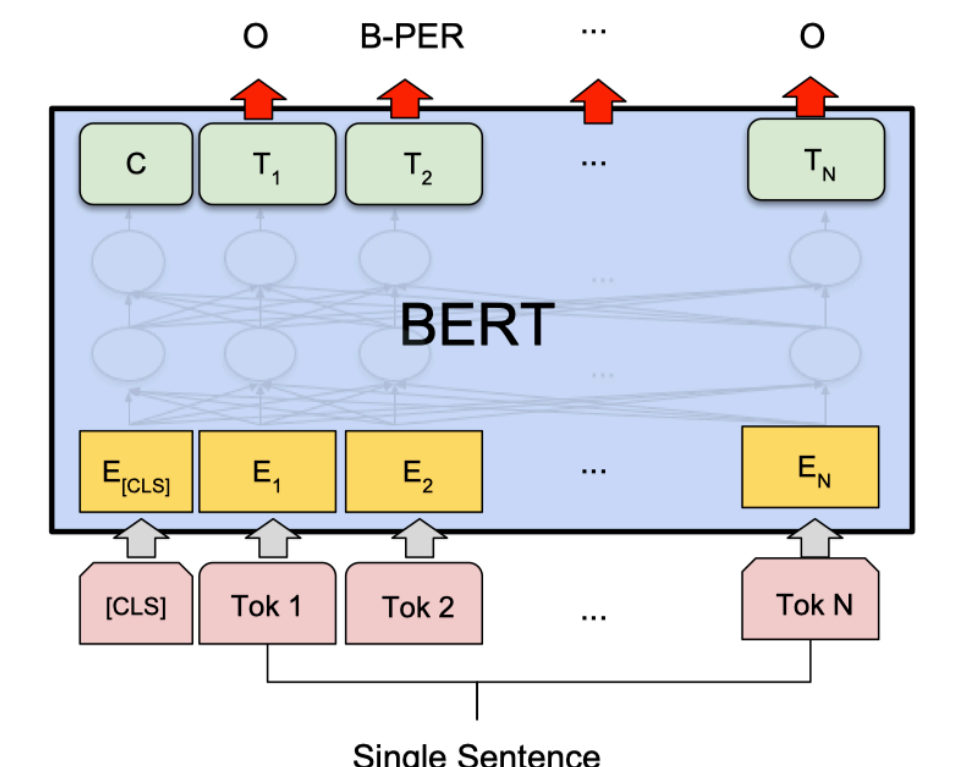 O B-PER ... O
C T1 T2 ... TN
...
BERT
...
E[CLS] E1 E2 ... EN
[CLS] Tok 1 Tok 2 ... Tok N
Single Sentence